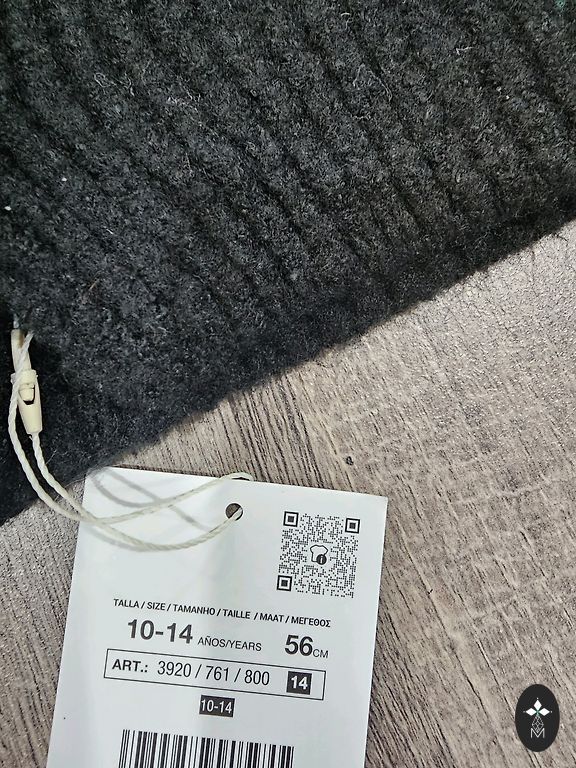 TALLA / SIZE / TAMANHO / TAILLE / MAAT / ΜΕΓΕΘΟΣ
10-14 AÑOS/YEARS 56CM
ART.: 3920 / 761 / 800 14
10-14
M